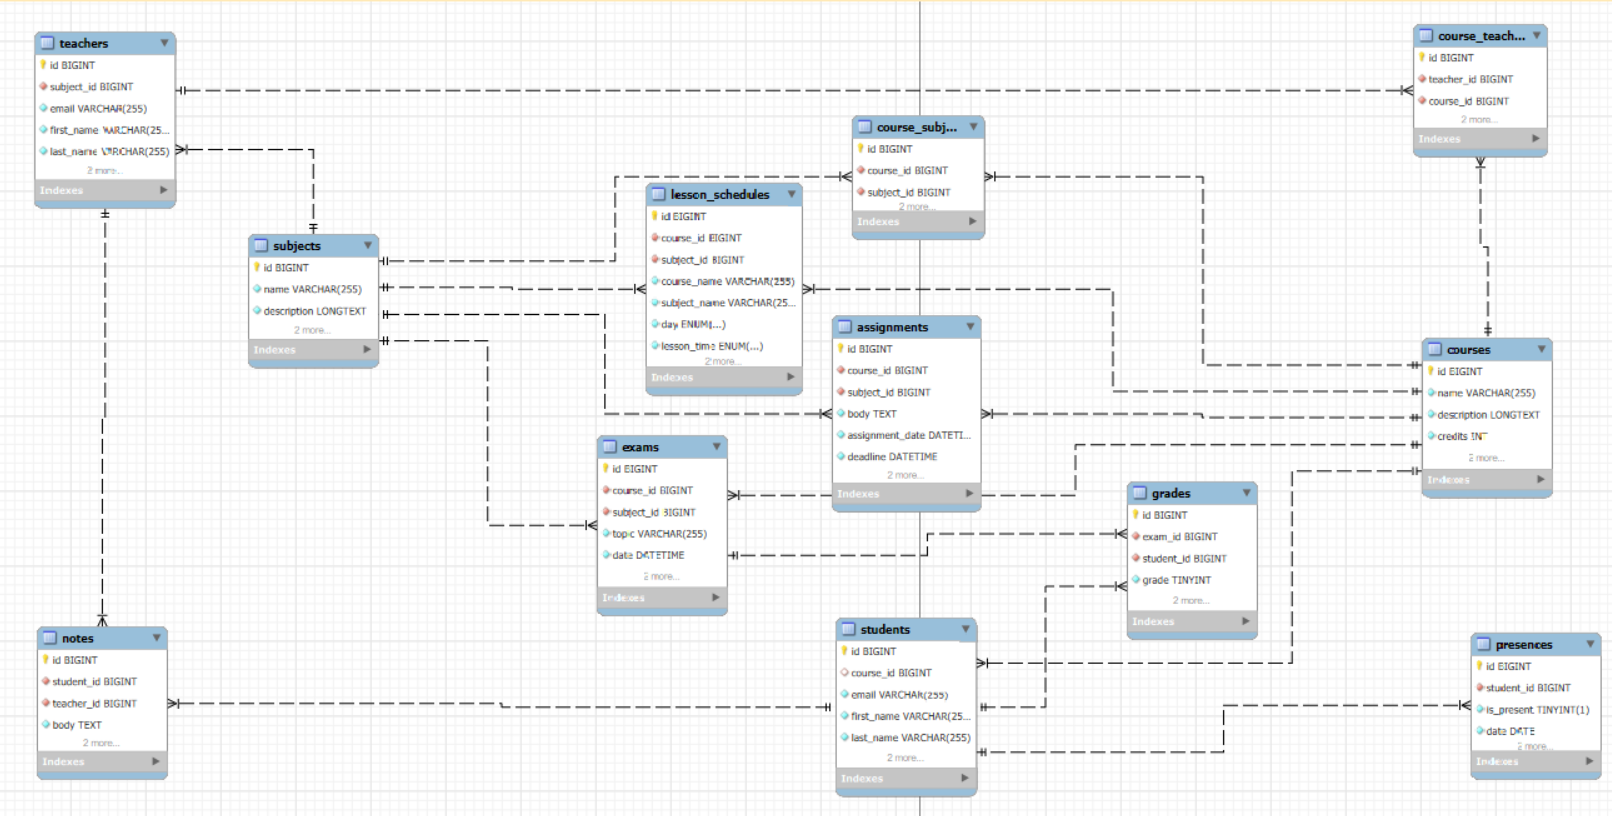 teachers
id BIGINT
subject_id BIGINT
email VARCHAR(255)
first_name VARCHAR(25...
last_name VARCHAR(255)
2 more...
Indexes
course_teach...
id BIGINT
teacher_id BIGINT
course_id BIGINT
2 more...
Indexes
course_subj...
id BIGINT
course_id BIGINT
subject_id BIGINT
2 more...
Indexes
lesson_schedules
id BIGINT
course_id BIGINT
subject_id BIGINT
course_name VARCHAR(255)
subject_name VARCHAR(25...
day ENUM(...)
lesson_time ENUM(...)
2 more...
Indexes
subjects
id BIGINT
name VARCHAR(255)
description LONGTEXT
2 more...
Indexes
assignments
id BIGINT
course_id BIGINT
subject_id BIGINT
body TEXT
assignment_date DATETI...
deadline DATETIME
2 more...
Indexes
courses
id BIGINT
name VARCHAR(255)
description LONGTEXT
credits INT
2 more...
Indexes
exams
id BIGINT
course_id BIGINT
subject_id BIGINT
topic VARCHAR(255)
date DATETIME
2 more...
Indexes
grades
id BIGINT
exam_id BIGINT
student_id BIGINT
grade TINYINT
2 more...
Indexes
notes
id BIGINT
student_id BIGINT
teacher_id BIGINT
body TEXT
2 more...
Indexes
students
id BIGINT
course_id BIGINT
email VARCHAR(255)
first_name VARCHAR(25...
last_name VARCHAR(255)
2 more...
Indexes
presences
id BIGINT
student_id BIGINT
is_present TINYINT(1)
date DATE
2 more...
Indexes